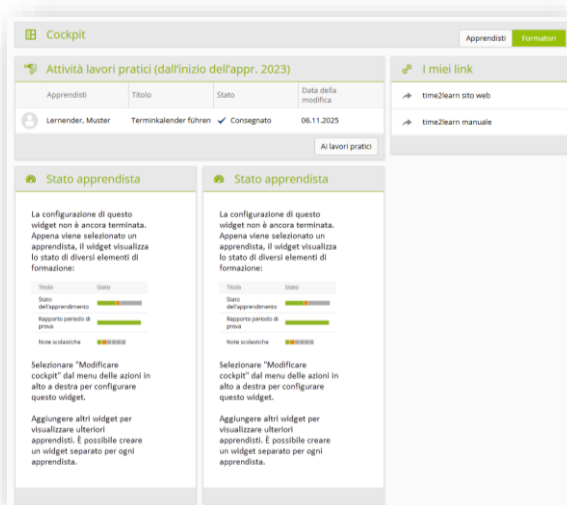 Cockpit
Apprendisti
Formatori
Attività lavori pratici (dall'inizio dell'appr. 2023)
Apprendisti
Titolo
Stato
Data della
modifica
Lernender, Muster
Terminkalender führen
Consegnato
06.11.2025
Ai lavori pratici
I miei link
time2learn sito web
time2learn manuale
Stato apprendista
La configurazione di questo
widget non è ancora terminata.
Appena viene selezionato un
apprendista, il widget visualizza
lo stato di diversi elementi di
formazione:
Titolo
Stato
Stato
dell'apprendimento
Rapporto periodo di
prova
Note scolastiche
Selezionare "Modificare
cockpit" dal menu delle azioni in
alto a destra per configurare
questo widget.
Aggiungere altri widget per
visualizzare ulteriori
apprendisti. È possibile creare
un widget separato per ogni
apprendista.
Stato apprendista
La configurazione di questo
widget non è ancora terminata.
Appena viene selezionato un
apprendista, il widget visualizza
lo stato di diversi elementi di
formazione:
Titolo
Stato
Stato
dell'apprendimento
Rapporto periodo di
prova
Note scolastiche
Selezionare "Modificare
cockpit" dal menu delle azioni in
alto a destra per configurare
questo widget.
Aggiungere altri widget per
visualizzare ulteriori
apprendisti. È possibile creare
un widget separato per ogni
apprendista.